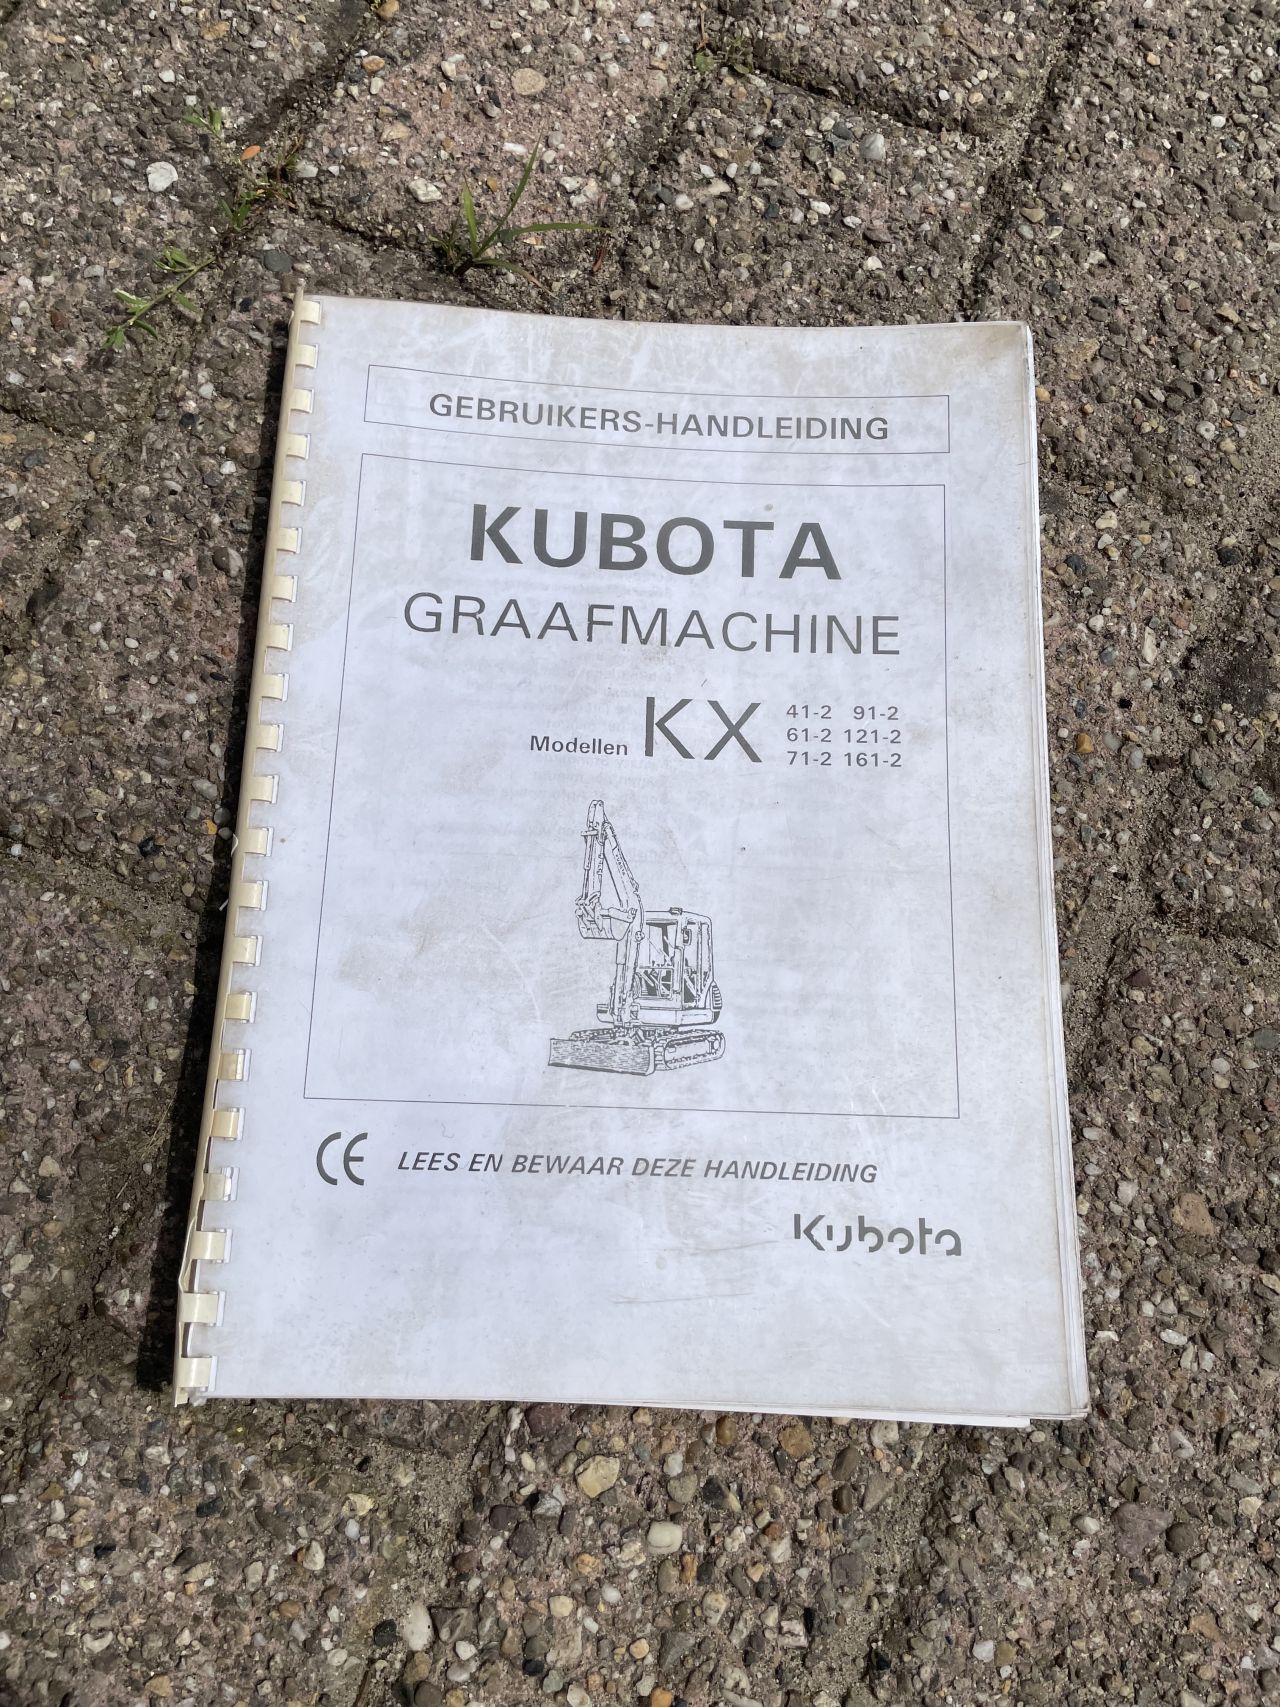 GEBRUIKERS-HANDLEIDING
KUBOTA
GRAAFMACHINE
Modellen KX 41-2 91-2
61-2 121-2
71-2 161-2
CE LEES EN BEWAAR DEZE HANDLEIDING
Kubota